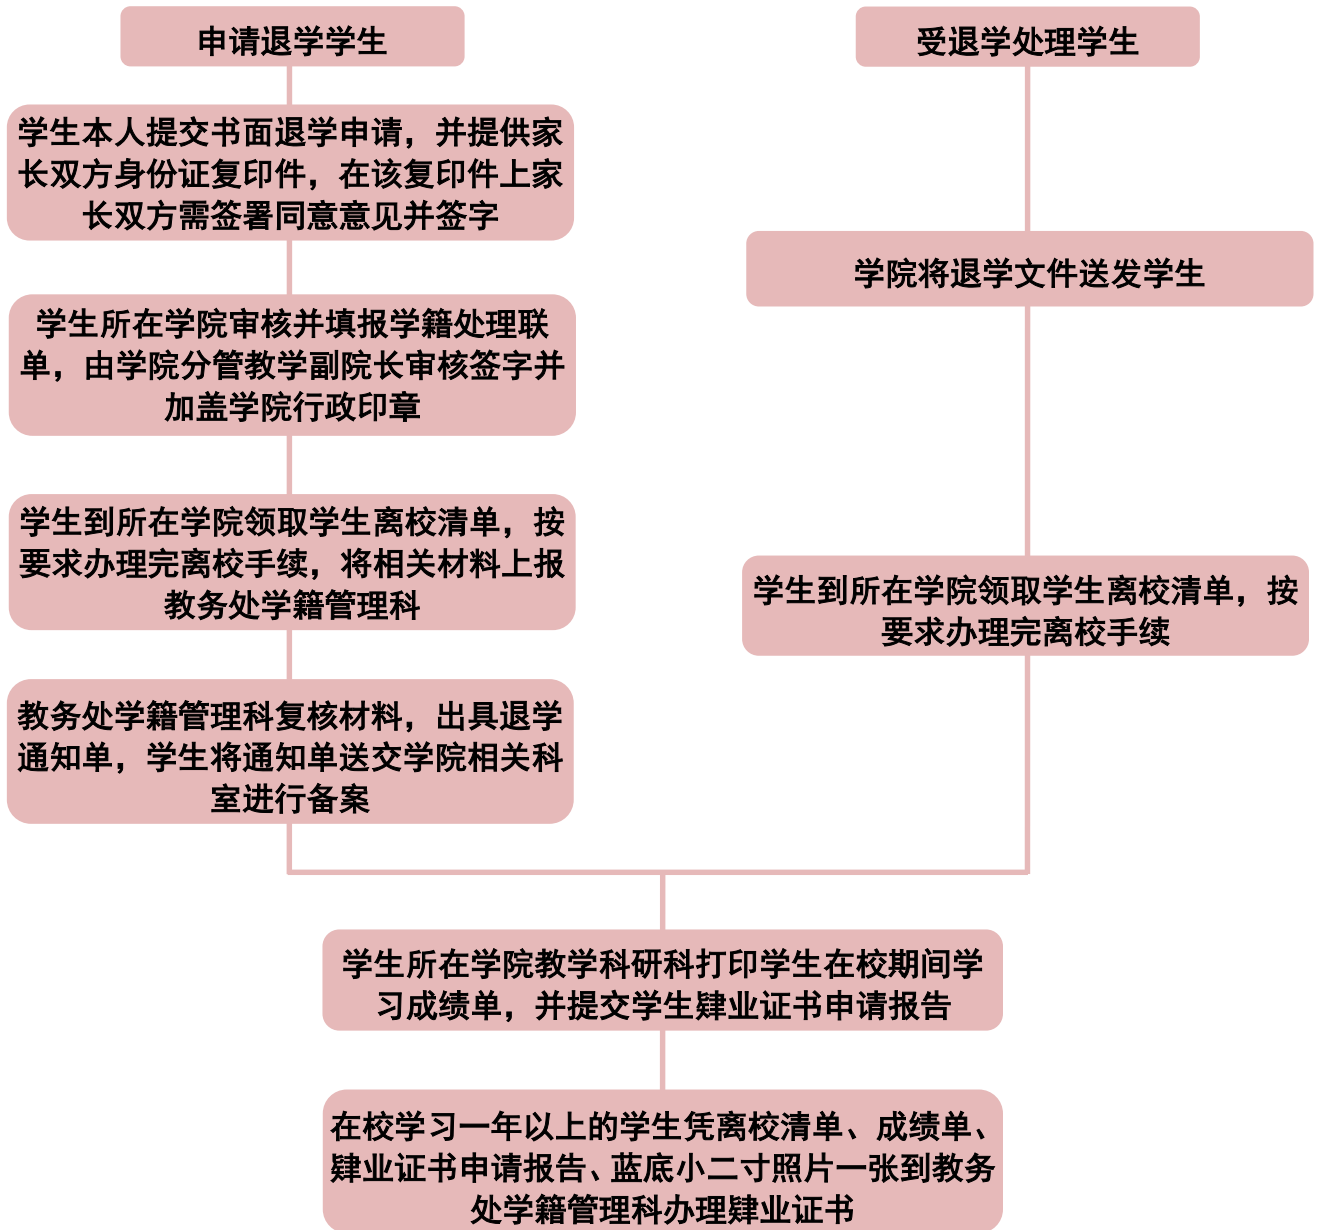 申请退学学生
学生本人提交书面退学申请，并提供家
长双方身份证复印件，在该复印件上家
长双方需签署同意意见并签字
学生所在学院审核并填报学籍处理联
单，由学院分管教学副院长审核签字并
加盖学院行政印章
学生到所在学院领取学生离校清单，按
要求办理完离校手续，将相关材料上报
教务处学籍管理科
教务处学籍管理科复核材料，出具退学
通知单，学生将通知单送交学院相关科
室进行备案
受退学处理学生
学院将退学文件送发学生
学生到所在学院领取学生离校清单，按
要求办理完离校手续
学生所在学院教学科研科打印学生在校期间学
习成绩单，并提交学生肄业证书申请报告
在校学习一年以上的学生凭离校清单、成绩单、
肄业证书申请报告、蓝底小二寸照片一张到教务
处学籍管理科办理肄业证书